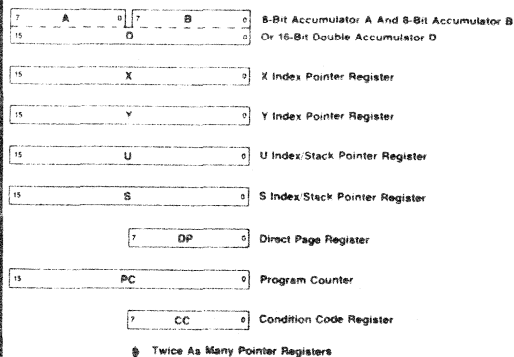 7 A 0 7 B 0 8-Bit Accumulator A And 8-Bit Accumulator B
15 D 0 Or 16-Bit Double Accumulator D
15 X 0 X Index Pointer Register
15 Y 0 Y Index Pointer Register
15 U 0 U Index/Stack Pointer Register
15 S 0 S Index/Stack Pointer Register
7 DP 0 Direct Page Register
15 PC 0 Program Counter
7 CC 0 Condition Code Register
Twice As Many Pointer Registers